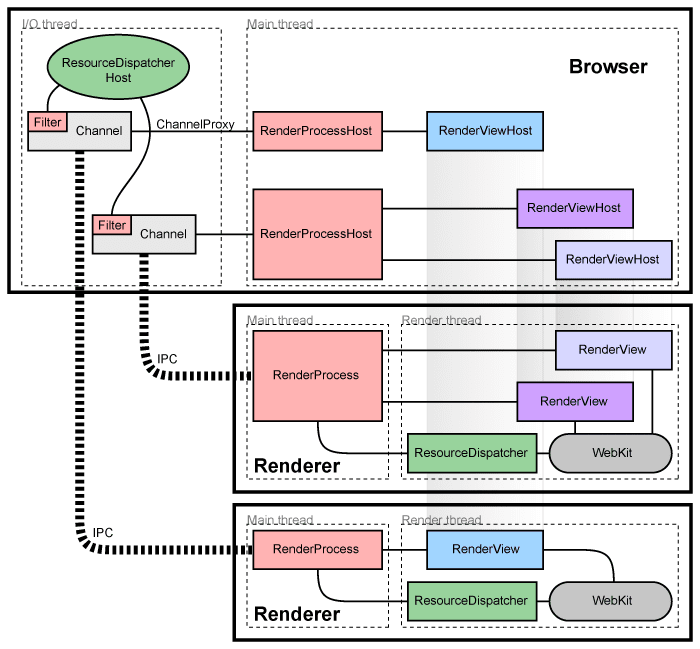 I/O thread
Main thread
ResourceDispatcher
Host
Browser
Filter
Channel
ChannelProxy
RenderProcessHost
RenderViewHost
Filter
Channel
RenderProcessHost
RenderViewHost
RenderViewHost
Main thread
Render thread
IPC
RenderProcess
RenderView
RenderView
Renderer
ResourceDispatcher
WebKit
Main thread
Render thread
IPC
RenderProcess
RenderView
Renderer
ResourceDispatcher
WebKit